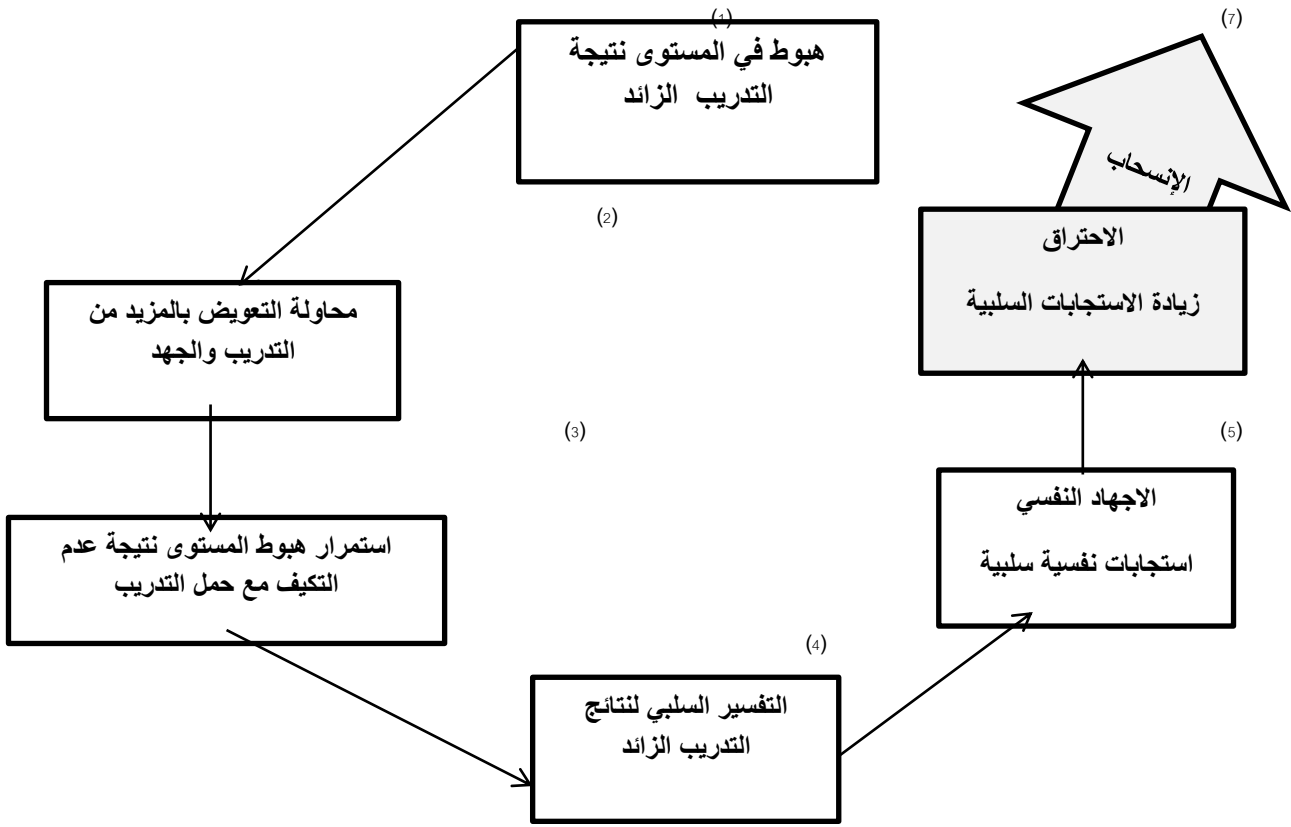 (1)
هبوط في المستوى نتيجة
التدريب الزائد
(2)
محاولة التعويض بالمزيد من
التدريب والجهد
(3)
استمرار هبوط المستوى نتيجة عدم
التكيف مع حمل التدريب
(4)
التفسير السلبي لنتائج
التدريب الزائد
(5)
الاجهاد النفسي
استجابات نفسية سلبية
الاحتراق
زيادة الاستجابات السلبية
(7)
الإنسحاب